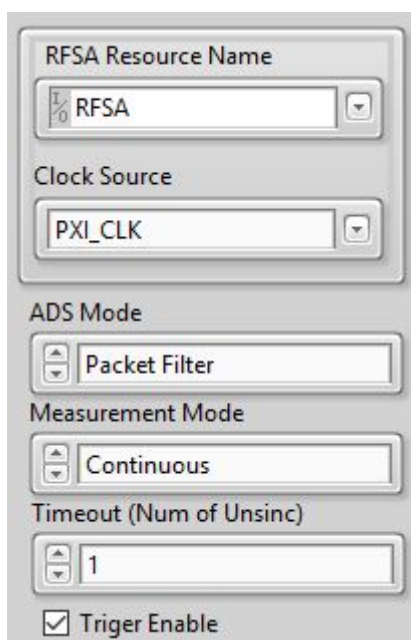 RFSA Resource Name
RFSA
Clock Source
PXI_CLK
ADS Mode
Packet Filter
Measurement Mode
Continuous
Timeout (Num of Unsinc)
1
Triger Enable